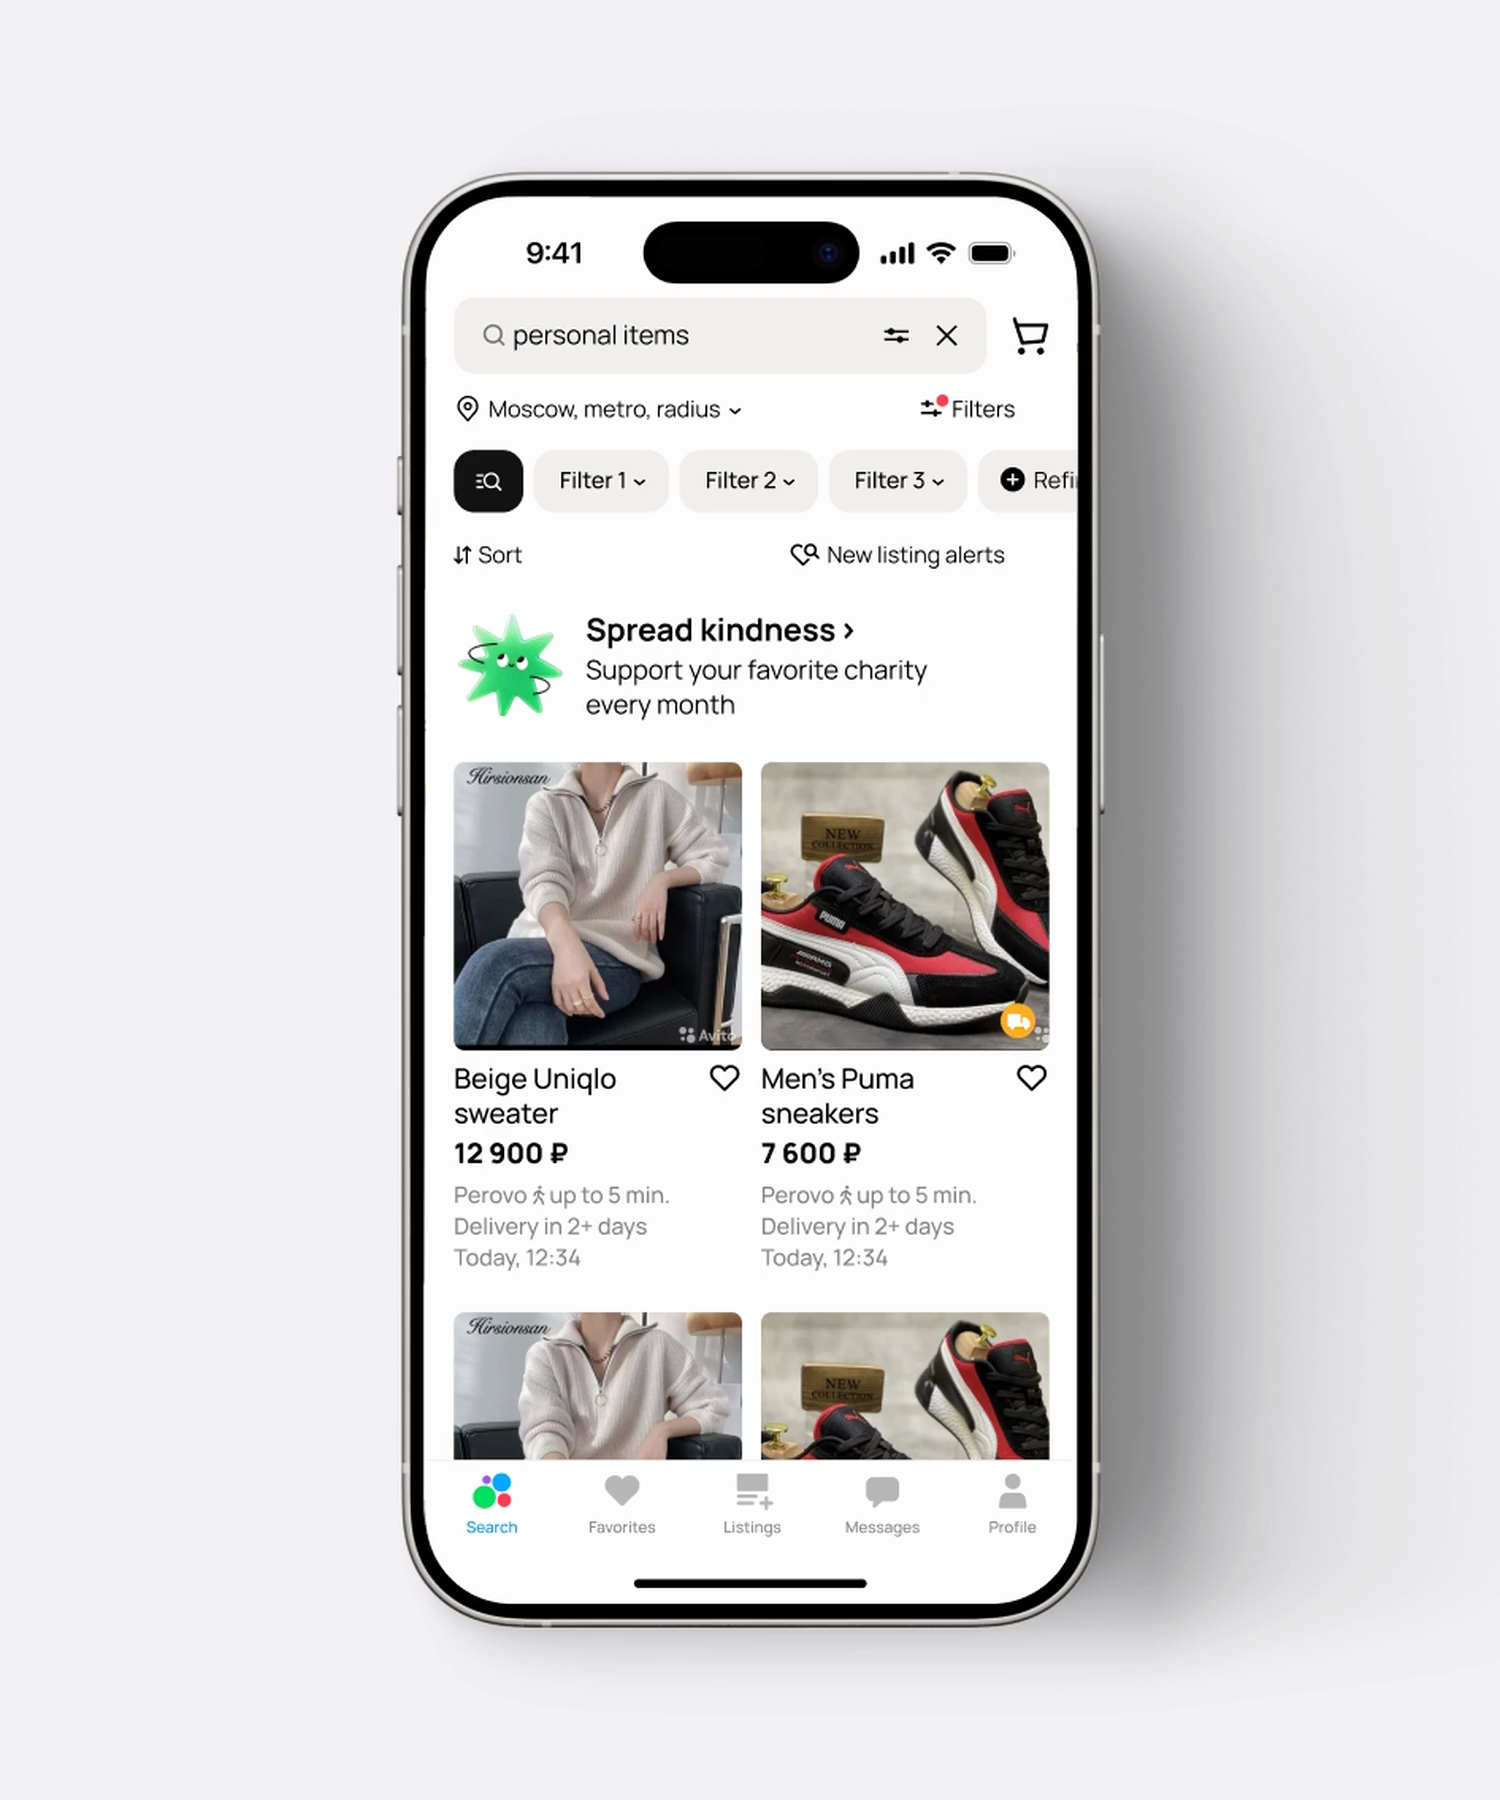 9:41
personal items
Moscow, metro, radius
Filters
Filter 1
Filter 2
Filter 3
Sort
New listing alerts
Spread kindness
Support your favorite charity
every month
Hirsionsan
NEW
COLLECTION
PUMA
Avito
Beige Uniqlo
sweater
12 900 ₽
Perovo up to 5 min.
Delivery in 2+ days
Today, 12:34
Men's Puma
sneakers
7 600 ₽
Perovo up to 5 min.
Delivery in 2+ days
Today, 12:34
Hirsionsan
NEW
COLLECTION
Search
Favorites
Listings
Messages
Profile